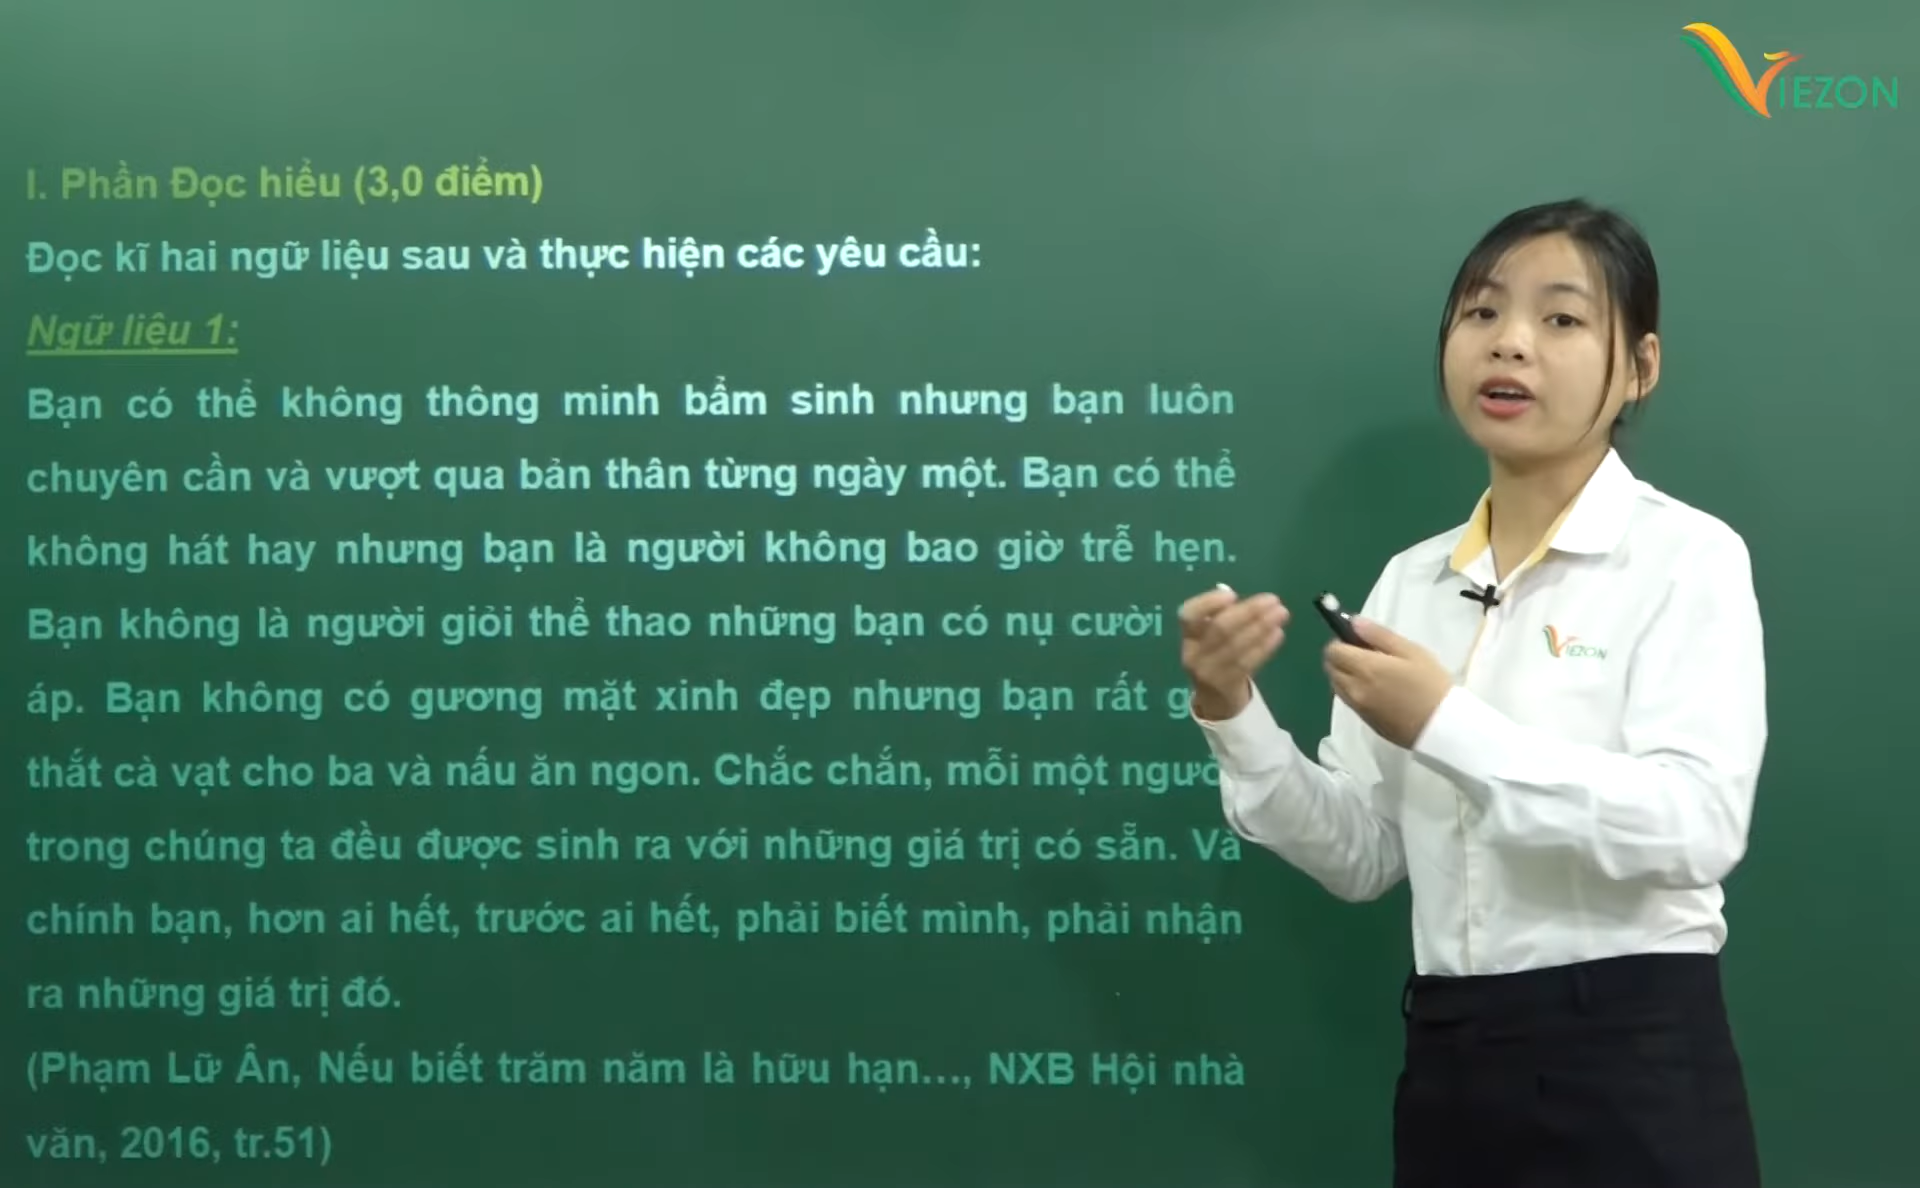 VIEZON
I. Phần Đọc hiểu (3,0 điểm)
Đọc kĩ hai ngữ liệu sau và thực hiện các yêu cầu:
Ngữ liệu 1:
Bạn có thể không thông minh bẩm sinh nhưng bạn luôn
chuyên cần và vượt qua bản thân từng ngày một. Bạn có thể
không hát hay nhưng bạn là người không bao giờ trễ hẹn.
Bạn không là người giỏi thể thao những bạn có nụ cười
áp. Bạn không có gương mặt xinh đẹp nhưng bạn rất
thắt cà vạt cho ba và nấu ăn ngon. Chắc chắn, mỗi một
trong chúng ta đều được sinh ra với những giá trị có sẵn.
chính bạn, hơn ai hết, trước ai hết, phải biết mình, phải nhận
ra những giá trị đó.
(Phạm Lữ Ân, Nếu biết trăm năm là hữu hạn..., NXB Hội nhà
văn, 2016, tr.51)
VIEZON